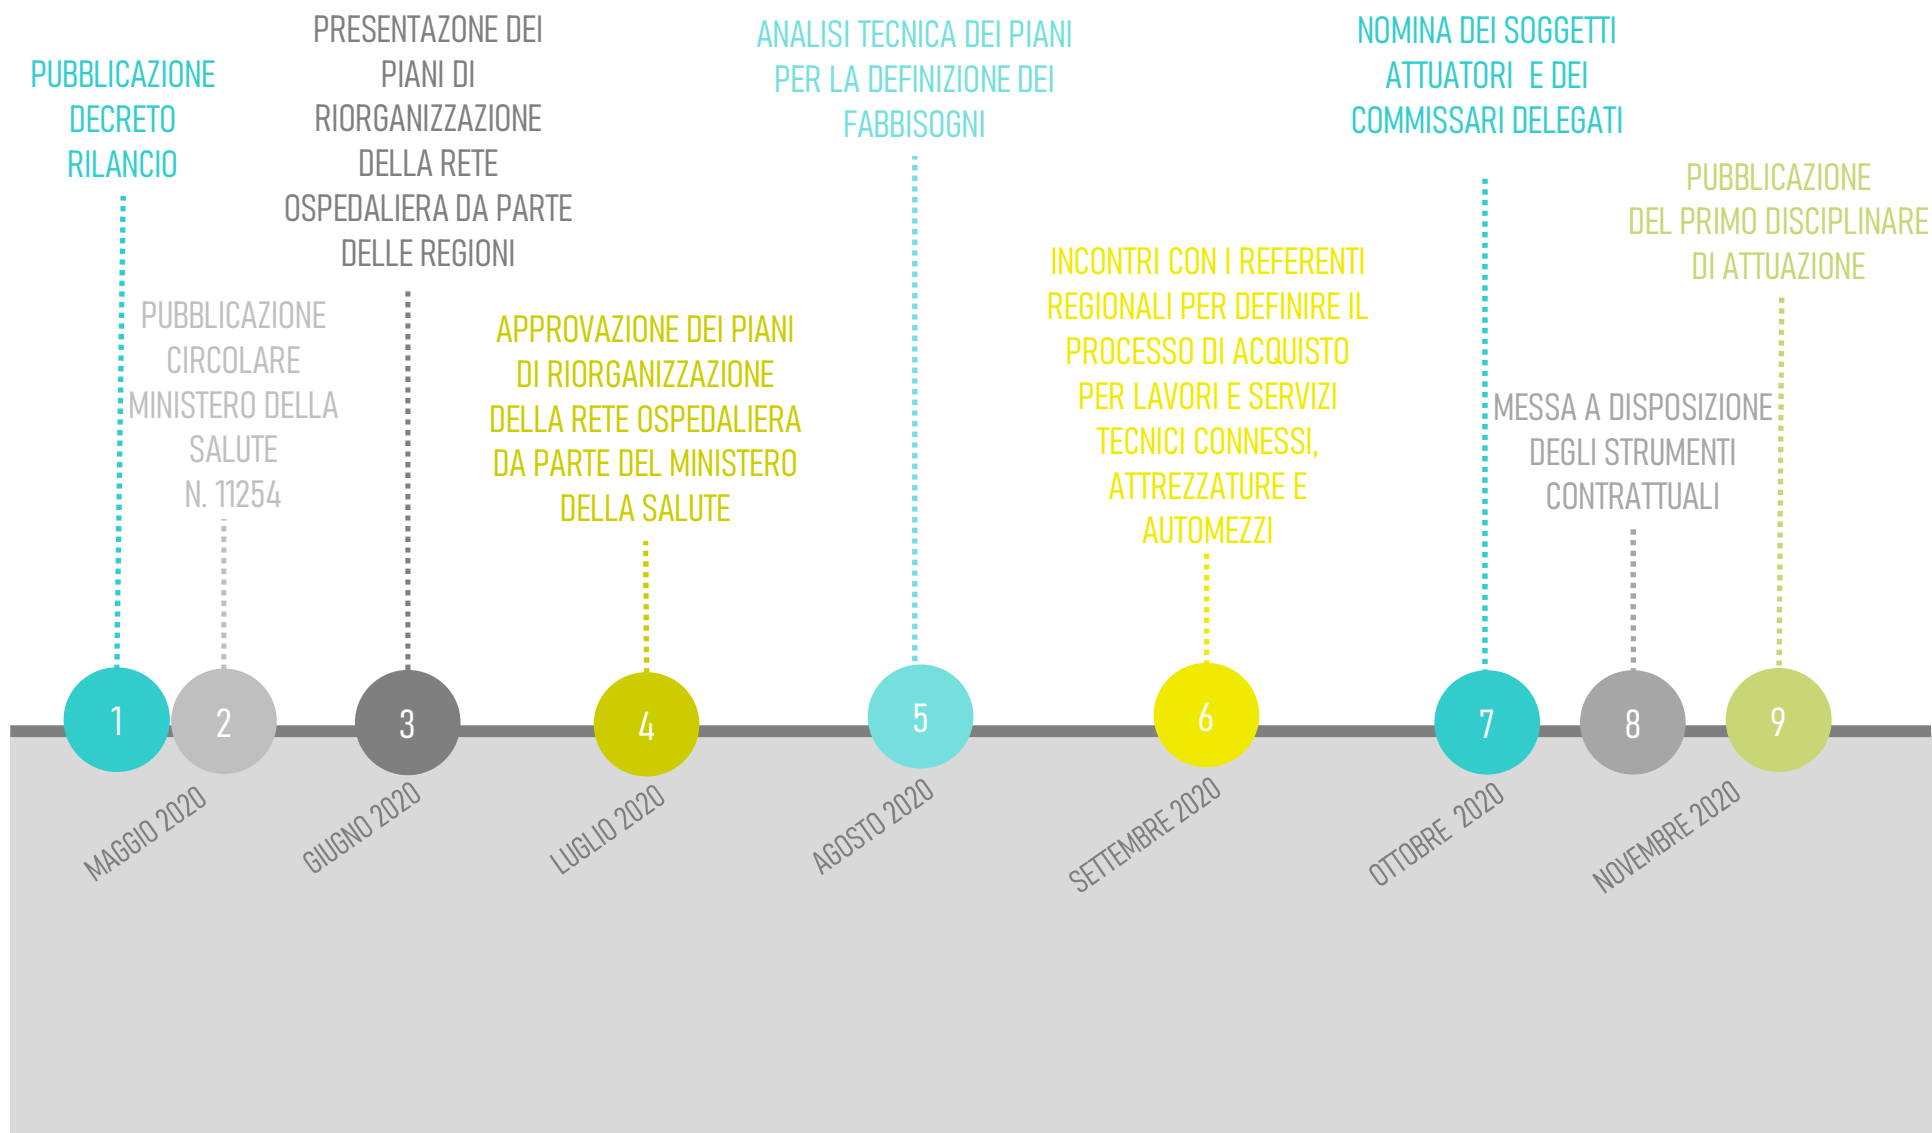 PUBBLICAZIONE
DECRETO
RILANCIO
PUBBLICAZIONE
CIRCOLARE
MINISTERO DELLA
SALUTE
N. 11254
PRESENTAZONE DEI
PIANI DI
RIORGANIZZAZIONE
DELLA RETE
OSPEDALIERA DA PARTE
DELLE REGIONI
APPROVAZIONE DEI PIANI
DI RIORGANIZZAZIONE
DELLA RETE OSPEDALIERA
DA PARTE DEL MINISTERO
DELLA SALUTE
ANALISI TECNICA DEI PIANI
PER LA DEFINIZIONE DEI
FABBISOGNI
INCONTRI CON I REFERENTI
REGIONALI PER DEFINIRE IL
PROCESSO DI ACQUISTO
PER LAVORI E SERVIZI
TECNICI CONNESSI,
ATTREZZATURE E
AUTOMEZZI
NOMINA DEI SOGGETTI
ATTUATORI E DEI
COMMISSARI DELEGATI
MESSA A DISPOSIZIONE
DEGLI STRUMENTI
CONTRATTUALI
PUBBLICAZIONE
DEL PRIMO DISCIPLINARE
DI ATTUAZIONE
1
2
3
4
5
6
7
8
9
MAGGIO 2020
GIUGNO 2020
LUGLIO 2020
AGOSTO 2020
SETTEMBRE 2020
OTTOBRE 2020
NOVEMBRE 2020